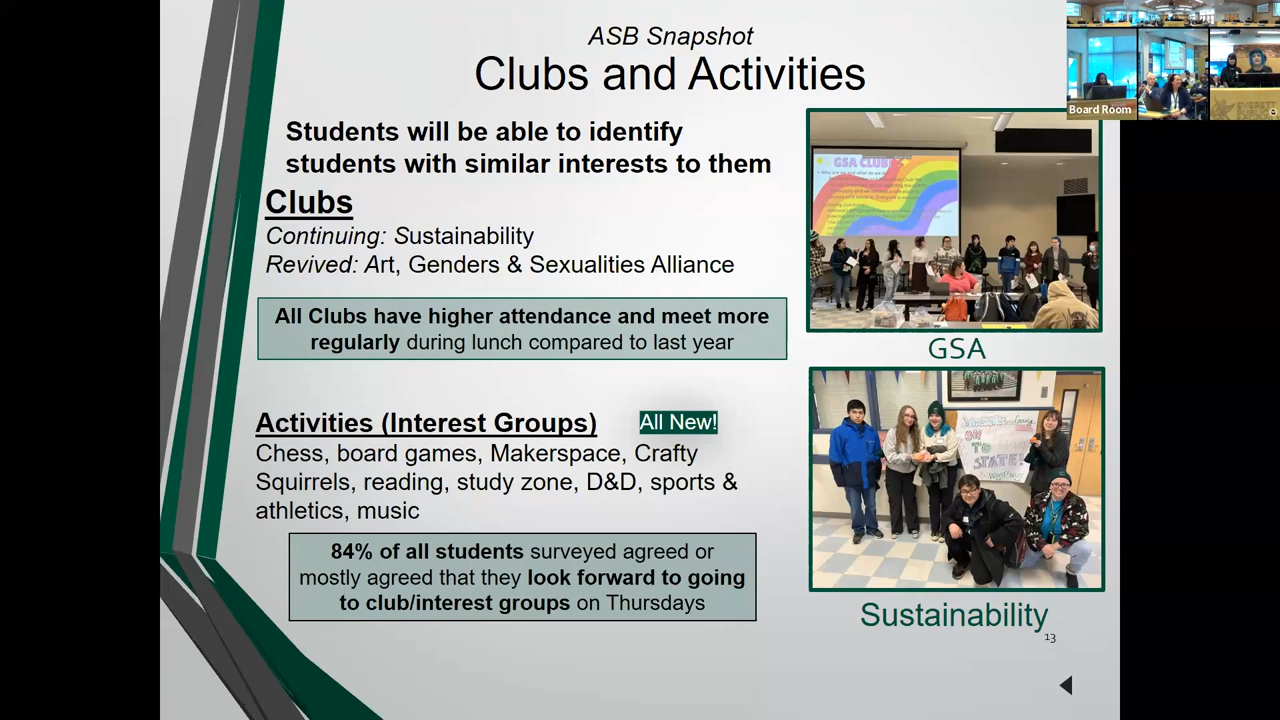 ASB Snapshot
Clubs and Activities
Students will be able to identify
students with similar interests to them
Clubs
Continuing: Sustainability
Revived: Art, Genders & Sexualities Alliance
All Clubs have higher attendance and meet more
regularly during lunch compared to last year
Activities (Interest Groups) All New!
Chess, board games, Makerspace, Crafty
Squirrels, reading, study zone, D&D, sports &
athletics, music
84% of all students surveyed agreed or
mostly agreed that they look forward to going
to club/interest groups on Thursdays
Board Room
EVERETT
GSA CLUB
GSA
ON
TO
STATE!
Sustainability
13